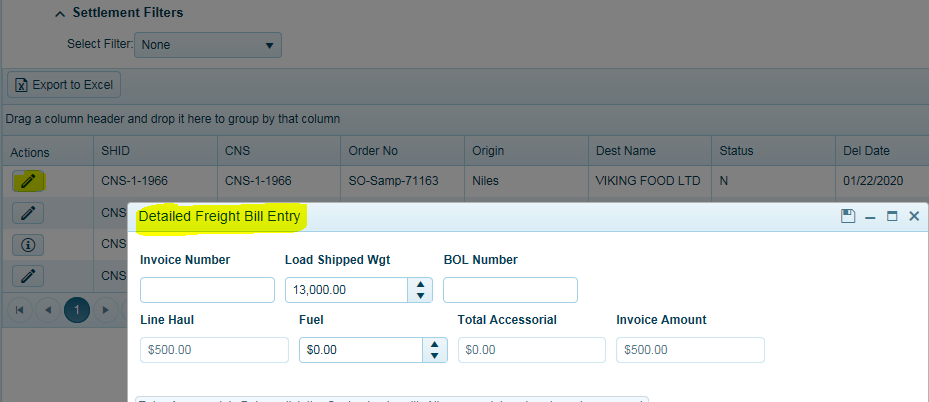 Settlement Filters
Select Filter: None
Export to Excel
Drag a column header and drop it here to group by that column
Actions SHID CNS Order No Origin Dest Name Status Del Date
CNS-1-1966 CNS-1-1966 SO-Samp-71163 Niles VIKING FOOD LTD N 01/22/2020
CNS
Detailed Freight Bill Entry
CNS
CNS
1
Invoice Number Load Shipped Wgt BOL Number
13,000.00
Line Haul Fuel Total Accessorial Invoice Amount
$500.00 $0.00 $0.00 $500.00